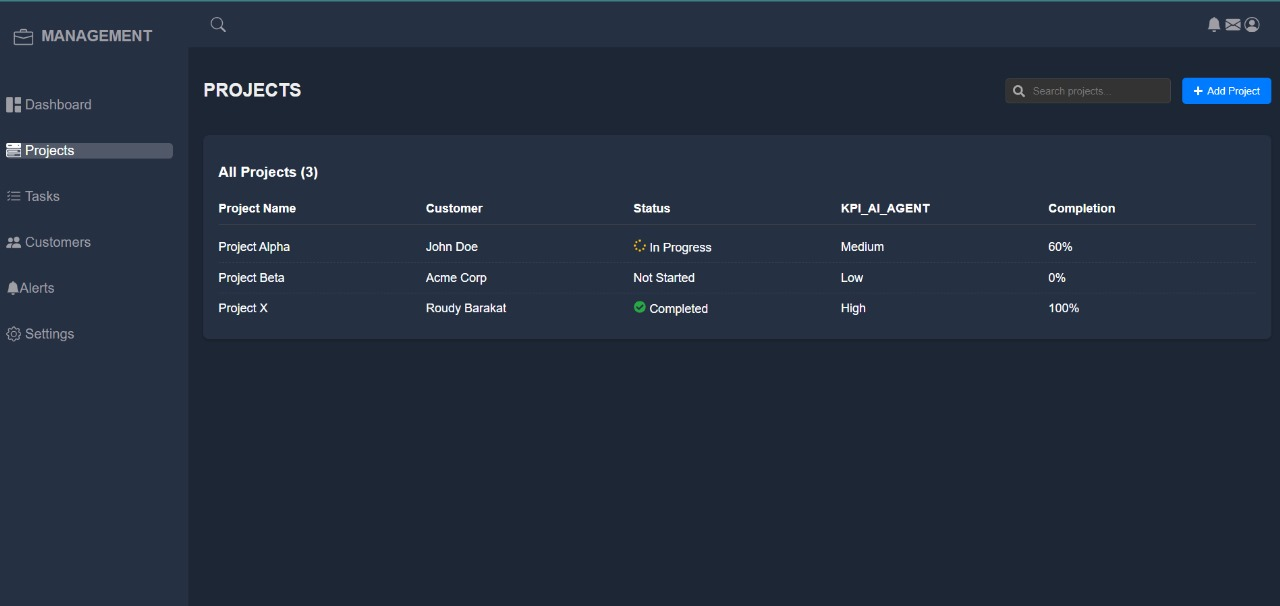 MANAGEMENT
Dashboard
Projects
Tasks
Customers
Alerts
Settings
PROJECTS
Search projects...
+ Add Project
All Projects (3)
Project Name Customer Status KPI_AI_AGENT Completion
Project Alpha John Doe In Progress Medium 60%
Project Beta Acme Corp Not Started Low 0%
Project X Roudy Barakat Completed High 100%